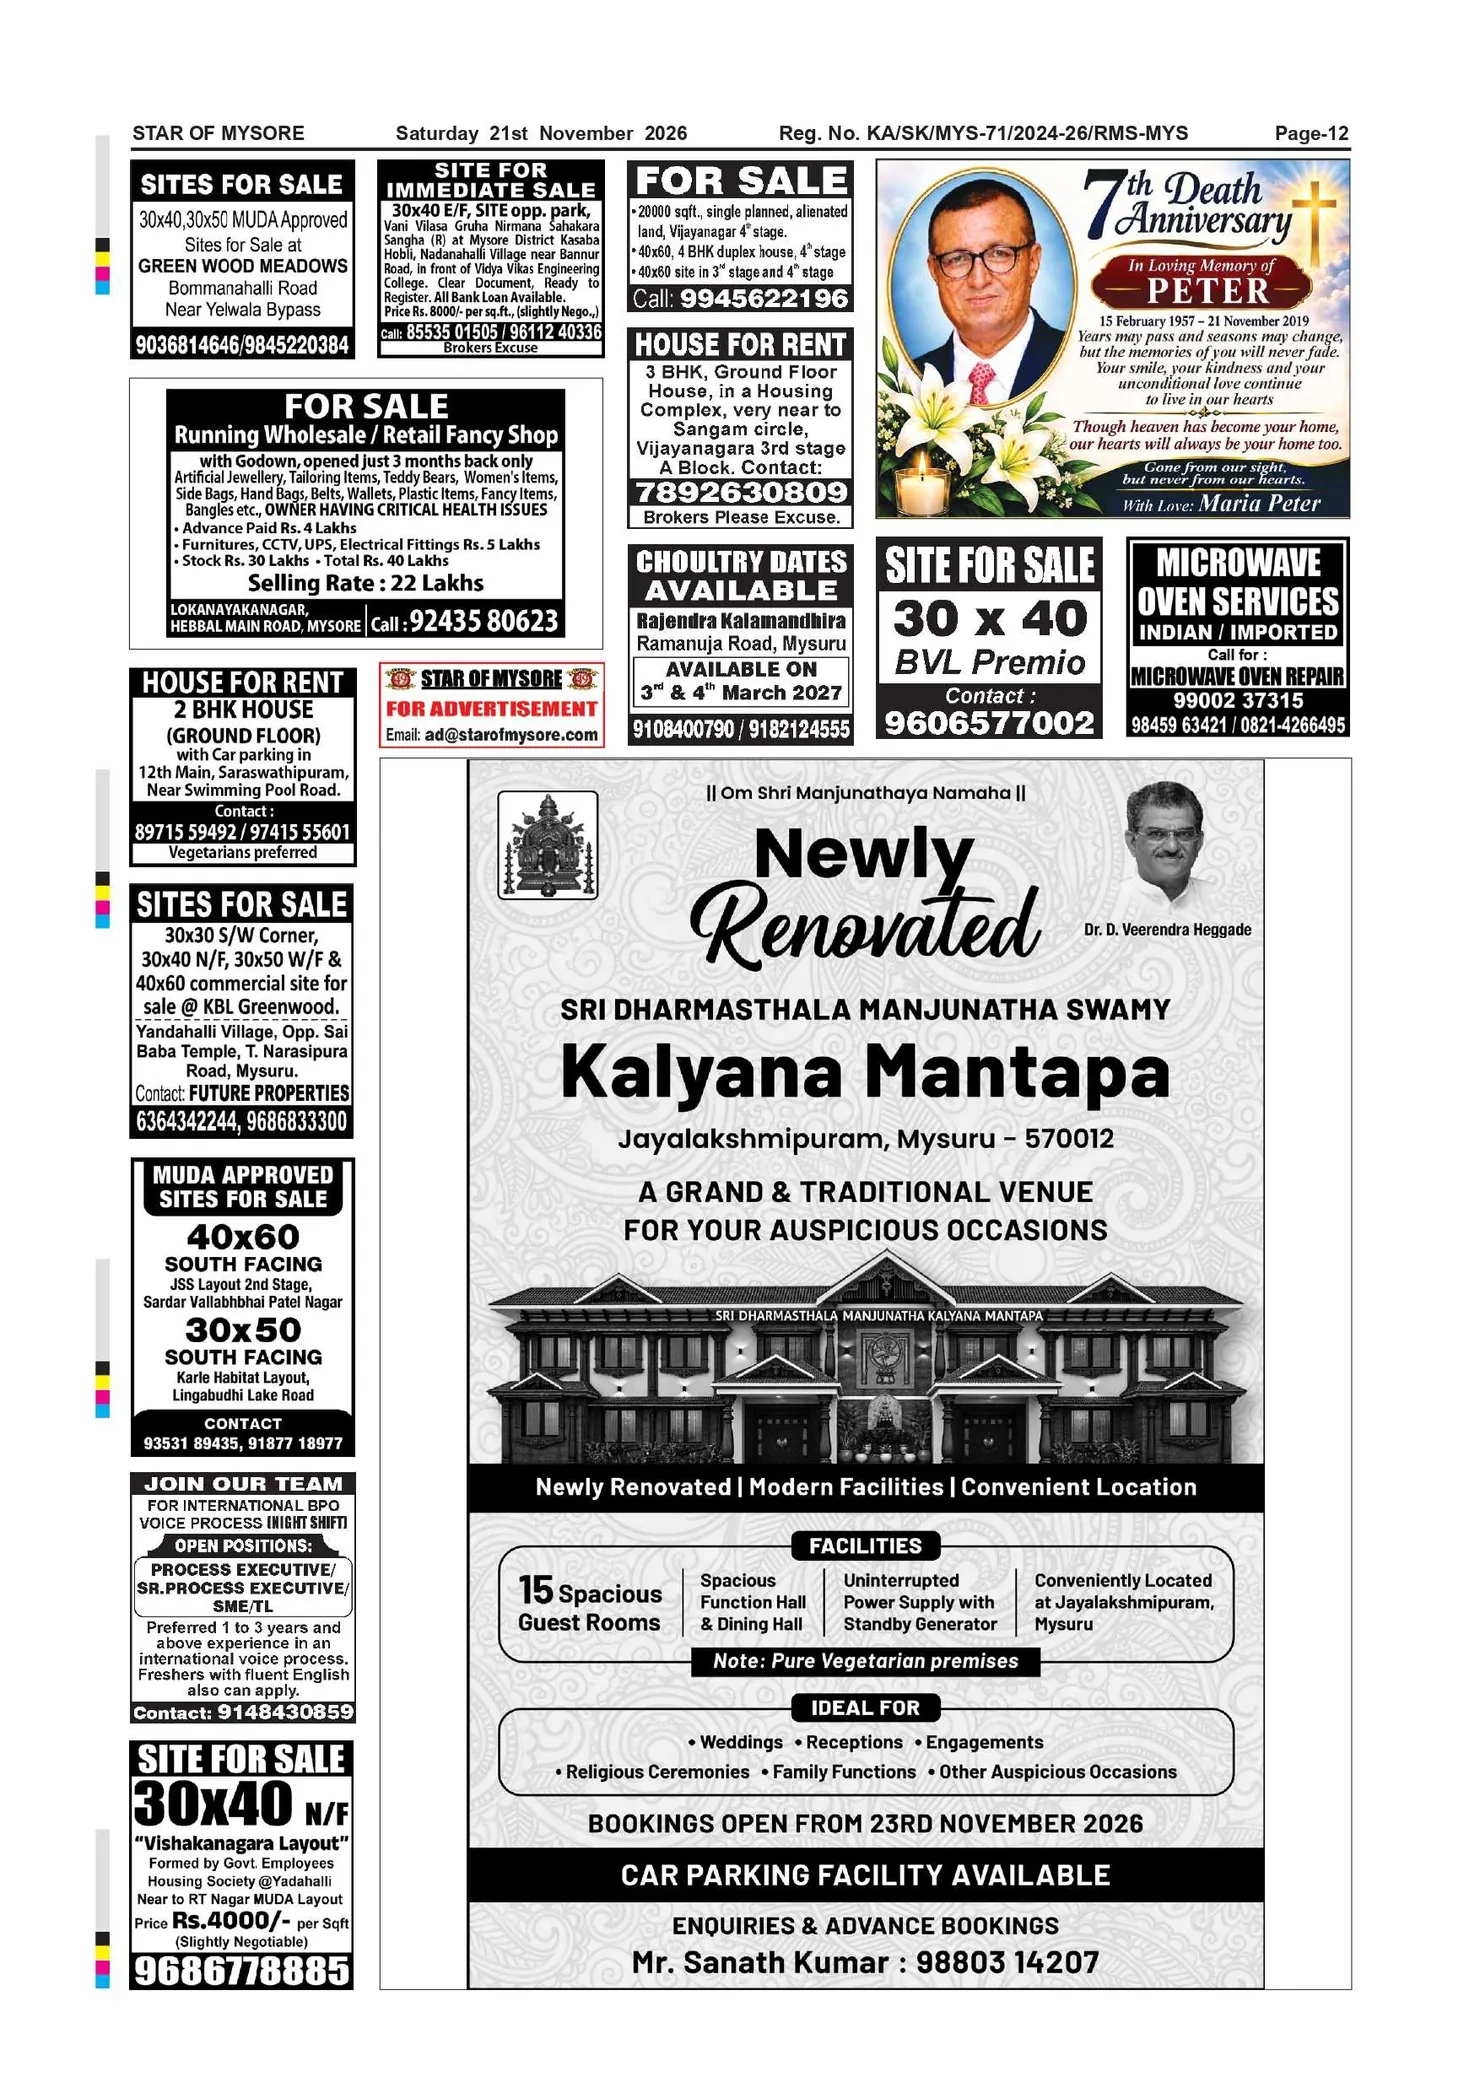 STAR OF MYSORE Saturday 21st November 2026 Reg. No. KA/SK/MYS-71/2024-26/RMS-MYS Page-12
SITES FOR SALE
30x40,30x50 MUDA Approved
Sites for Sale at
GREEN WOOD MEADOWS
Bommanahalli Road
Near Yelwala Bypass
9036814646/9845220384
SITE FOR
IMMEDIATE SALE
30x40 E/F, SITE opp. park,
Vani Vilasa Gruha Nirmana Sahakara
Sangha (R) at Mysore District Kasaba
Hobli, Nadanahalli Village near Bannur
Road, in front of Vidya Vikas Engineering
College. Clear Document, Ready to
Register. All Bank Loan Available.
Price Rs. 8000/- per sq.ft., (slightly Nego.,)
Call: 85535 01505 / 96112 40336
Brokers Excuse
FOR SALE
• 20000 sqft., single planned, alienated
land, Vijayanagar 4th stage.
• 40x60, 4 BHK duplex house, 4th stage
• 40x60 site in 3rd stage and 4th stage
Call: 9945622196
7th Death
Anniversary
In Loving Memory of
PETER
15 February 1957 – 21 November 2019
Years may pass and seasons may change,
but the memories of you will never fade.
Your smile, your kindness and your
unconditional love continue
to live in our hearts
Though heaven has become your home,
our hearts will always be your home too.
Gone from our sight,
but never from our hearts.
With Love: Maria Peter
FOR SALE
Running Wholesale / Retail Fancy Shop
with Godown, opened just 3 months back only
Artificial Jewellery, Tailoring Items, Teddy Bears, Women's Items,
Side Bags, Hand Bags, Belts, Wallets, Plastic Items, Fancy Items,
Bangles etc., OWNER HAVING CRITICAL HEALTH ISSUES
• Advance Paid Rs. 4 Lakhs
• Furnitures, CCTV, UPS, Electrical Fittings Rs. 5 Lakhs
• Stock Rs. 30 Lakhs • Total Rs. 40 Lakhs
Selling Rate : 22 Lakhs
LOKANAYAKANAGAR,
HEBBAL MAIN ROAD, MYSORE
Call : 92435 80623
HOUSE FOR RENT
3 BHK, Ground Floor
House, in a Housing
Complex, very near to
Sangam circle,
Vijayanagara 3rd stage
A Block. Contact:
7892630809
Brokers Please Excuse.
CHOULTRY DATES
AVAILABLE
Rajendra Kalamandhira
Ramanuja Road, Mysuru
AVAILABLE ON
3rd & 4th March 2027
9108400790 / 9182124555
SITE FOR SALE
30 x 40
BVL Premio
Contact :
9606577002
MICROWAVE
OVEN SERVICES
INDIAN / IMPORTED
Call for :
MICROWAVE OVEN REPAIR
99002 37315
98459 63421 / 0821-4266495
HOUSE FOR RENT
2 BHK HOUSE
(GROUND FLOOR)
with Car parking in
12th Main, Saraswathipuram,
Near Swimming Pool Road.
Contact :
89715 59492 / 97415 55601
Vegetarians preferred
STAR OF MYSORE
FOR ADVERTISEMENT
Email: ad@starofmysore.com
SITES FOR SALE
30x30 S/W Corner,
30x40 N/F, 30x50 W/F &
40x60 commercial site for
sale @ KBL Greenwood.
Yandahalli Village, Opp. Sai
Baba Temple, T. Narasipura
Road, Mysuru.
Contact: FUTURE PROPERTIES
6364342244, 9686833300
MUDA APPROVED
SITES FOR SALE
40x60
SOUTH FACING
JSS Layout 2nd Stage,
Sardar Vallabhbhai Patel Nagar
30x50
SOUTH FACING
Karle Habitat Layout,
Lingabudhi Lake Road
CONTACT
93531 89435, 91877 18977
JOIN OUR TEAM
FOR INTERNATIONAL BPO
VOICE PROCESS (NIGHT SHIFT)
OPEN POSITIONS:
PROCESS EXECUTIVE/
SR.PROCESS EXECUTIVE/
SME/TL
Preferred 1 to 3 years and
above experience in an
international voice process.
Freshers with fluent English
also can apply.
Contact: 9148430859
SITE FOR SALE
30X40 N/F
“Vishakanagara Layout”
Formed by Govt. Employees
Housing Society @Yadahalli
Near to RT Nagar MUDA Layout
Price Rs.4000/- per Sqft
(Slightly Negotiable)
9686778885
|| Om Shri Manjunathaya Namaha ||
Newly
Renovated
Dr. D. Veerendra Heggade
SRI DHARMASTHALA MANJUNATHA SWAMY
Kalyana Mantapa
Jayalakshmipuram, Mysuru - 570012
A GRAND & TRADITIONAL VENUE
FOR YOUR AUSPICIOUS OCCASIONS
SRI DHARMASTHALA MANJUNATHA KALYANA MANTAPA
Newly Renovated | Modern Facilities | Convenient Location
FACILITIES
15 Spacious
Guest Rooms
Spacious
Function Hall
& Dining Hall
Uninterrupted
Power Supply with
Standby Generator
Conveniently Located
at Jayalakshmipuram,
Mysuru
Note: Pure Vegetarian premises
IDEAL FOR
• Weddings • Receptions • Engagements
• Religious Ceremonies • Family Functions • Other Auspicious Occasions
BOOKINGS OPEN FROM 23RD NOVEMBER 2026
CAR PARKING FACILITY AVAILABLE
ENQUIRIES & ADVANCE BOOKINGS
Mr. Sanath Kumar : 98803 14207